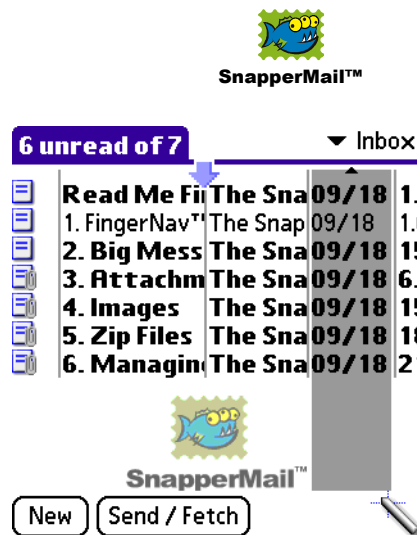 SnapperMail™
6 unread of 7 Inbox
Read Me Fi The Sna 09/18 1.
1. FingerNav™ The Snap 09/18 1.
2. Big Mess The Sna 09/18 15
3. Attachm The Sna 09/18 6.
4. Images The Sna 09/18 15
5. Zip Files The Sna 09/18 18
6. Managin The Sna 09/18 2
SnapperMail™
New Send / Fetch